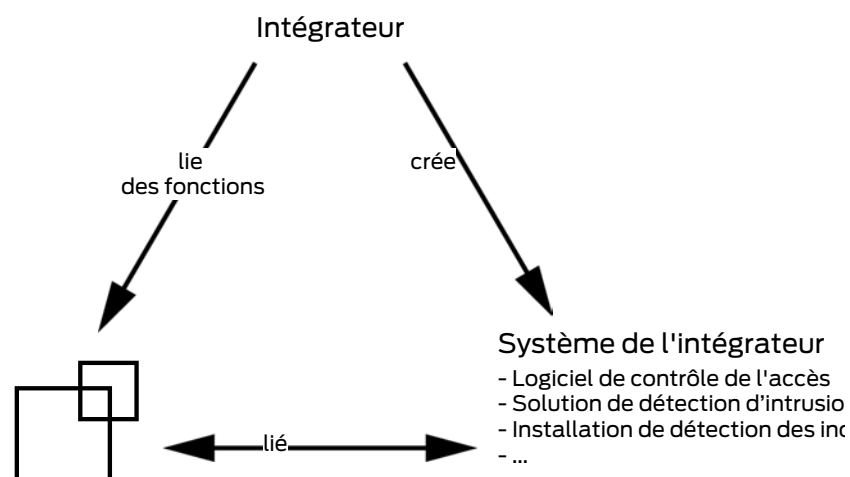 Intégrateur
lie
des fonctions
crée
Système de l'intégrateur
- Logiciel de contrôle de l'accès
- Solution de détection d’intrusio
- Installation de détection des
- ...
lié